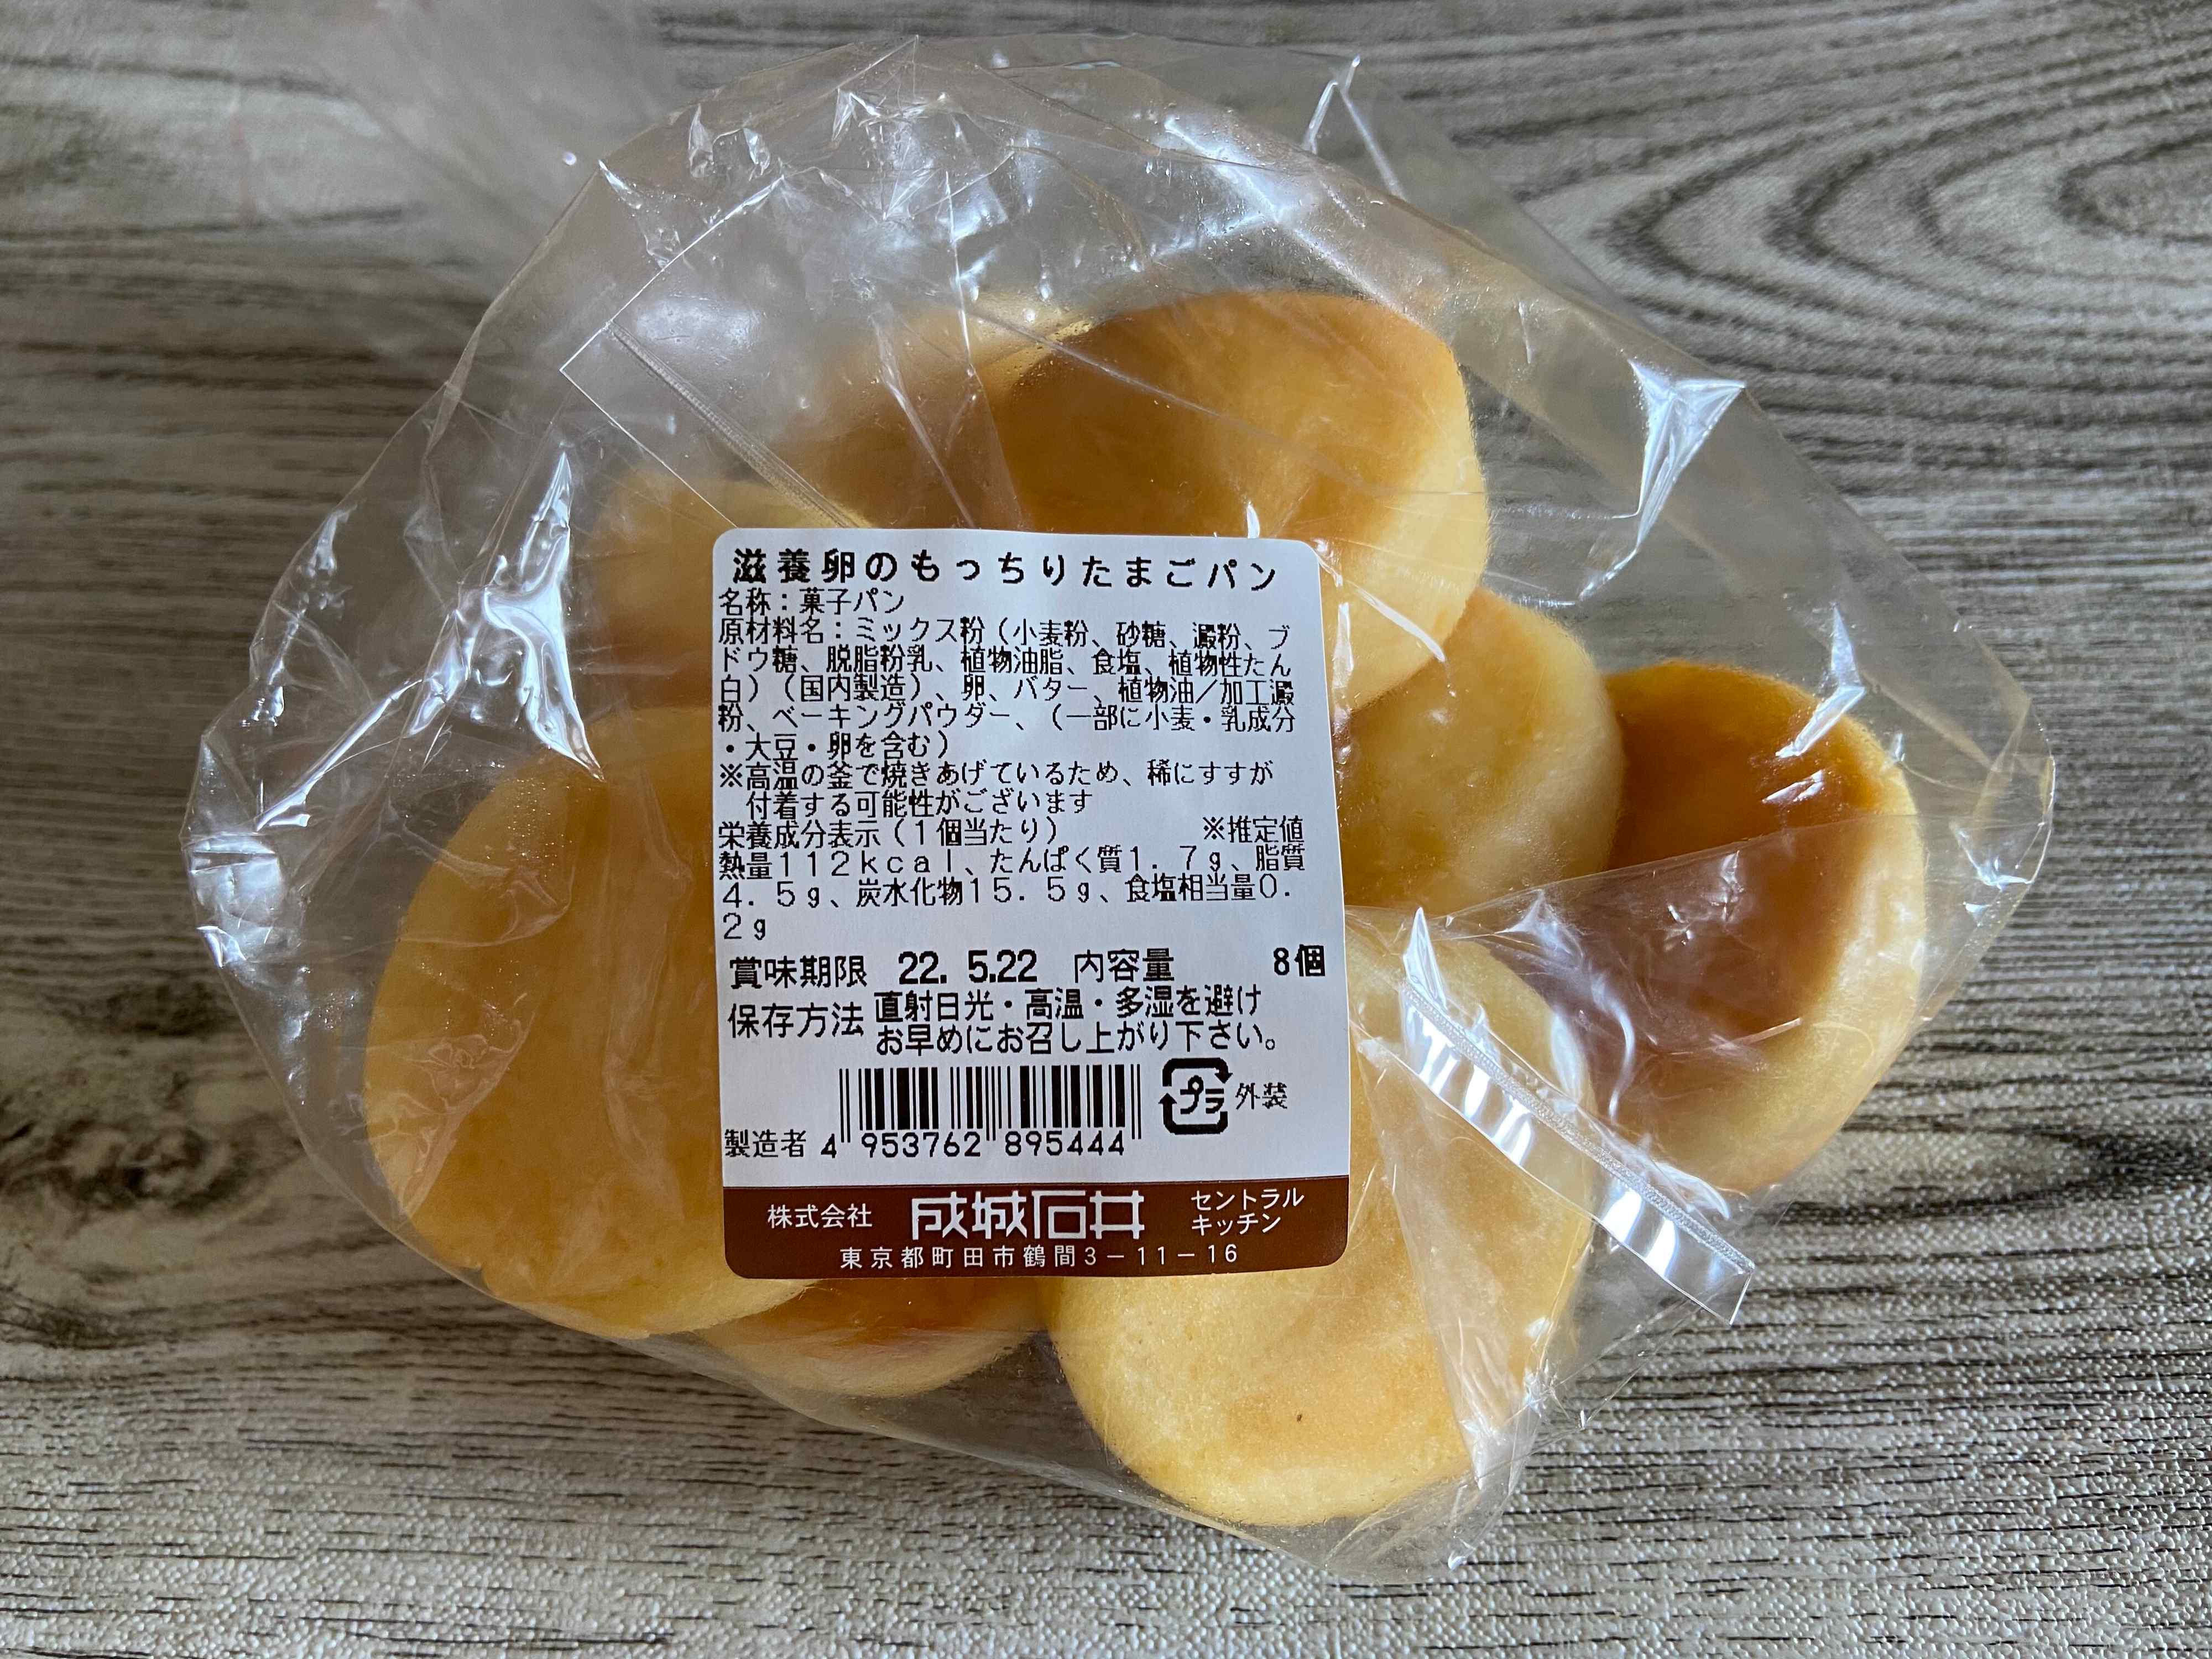 滋養卵のもっちりたまごパン
名称：菓子パン
原材料名：ミックス粉（小麦粉、砂糖、澱粉、ブ
ドウ糖、脱脂粉乳、植物油脂、食塩、植物性たん
白）（国内製造）、卵、バター、植物油／加工澱
粉、ベーキングパウダー、（一部に小麦・乳成分
・大豆・卵を含む）
※高温の釜で焼きあげているため、稀にすすが
付着する可能性がございます
栄養成分表示（１個当たり） ※推定値
熱量１１２ｋｃａｌ、たんぱく質１．７ｇ、脂質
４．５ｇ、炭水化物１５．５ｇ、食塩相当量０．
２ｇ
賞味期限 22. 5.22 内容量 8個
保存方法 直射日光・高温・多湿を避け
お早めにお召し上がり下さい。
プラ 外装
製造者 4 953762 895444
株式会社 成城石井 セントラル
キッチン
東京都町田市鶴間3－11－16